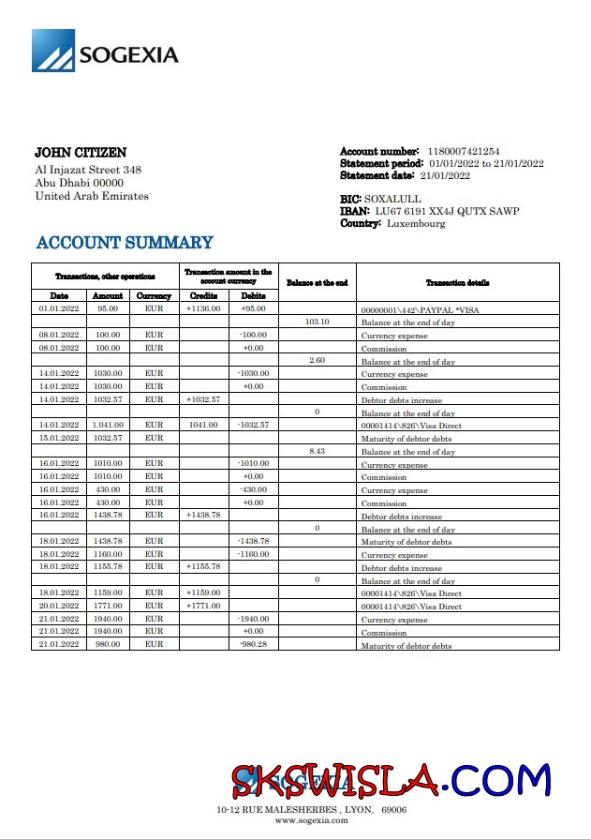 SOGEXIA
JOHN CITIZEN
Al Injazat Street 348
Abu Dhabi 00000
United Arab Emirates
Account number: 1180007421254
Statement period: 01/01/2022 to 21/01/2022
Statement date: 21/01/2022
BIC: SOXALULL
IBAN: LU67 6191 XX4J QUTX SAWP
Country: Luxembourg
ACCOUNT SUMMARY
Transactions, other operations Transaction amount in the account currency Balance at the end Transaction details
Date Amount Currency Credits Debits
01.01.2022 95.00 EUR +1136.00 +95.00 00000001\442\PAYPAL *VISA
103.10 Balance at the end of day
08.01.2022 100.00 EUR -100.00 Currency expense
08.01.2022 100.00 EUR +0.00 Commission
2.60 Balance at the end of day
14.01.2022 1030.00 EUR -1030.00 Currency expense
14.01.2022 1030.00 EUR +0.00 Commission
14.01.2022 1032.57 EUR +1032.57 Debtor debts increase
0 Balance at the end of day
14.01.2022 1.041.00 EUR 1041.00 -1032.57 00001414\826\Visa Direct
15.01.2022 1032.57 EUR Maturity of debtor debts
8.43 Balance at the end of day
16.01.2022 1010.00 EUR -1010.00 Currency expense
16.01.2022 1010.00 EUR +0.00 Commission
16.01.2022 430.00 EUR -430.00 Currency expense
16.01.2022 430.00 EUR +0.00 Commission
16.01.2022 1438.78 EUR +1438.78 Debtor debts increase
0 Balance at the end of day
18.01.2022 1438.78 EUR -1438.78 Maturity of debtor debts
18.01.2022 1160.00 EUR -1160.00 Currency expense
18.01.2022 1155.78 EUR +1155.78 Debtor debts increase
0 Balance at the end of day
18.01.2022 1159.00 EUR +1159.00 00001414\826\Visa Direct
20.01.2022 1771.00 EUR +1771.00 00001414\826\Visa Direct
21.01.2022 1940.00 EUR -1940.00 Currency expense
21.01.2022 1940.00 EUR +0.00 Commission
21.01.2022 980.00 EUR -980.28 Maturity of debtor debts
SKSWISLA.COM
10-12 RUE MALESHERBES , LYON, 69006
www.sogexia.com